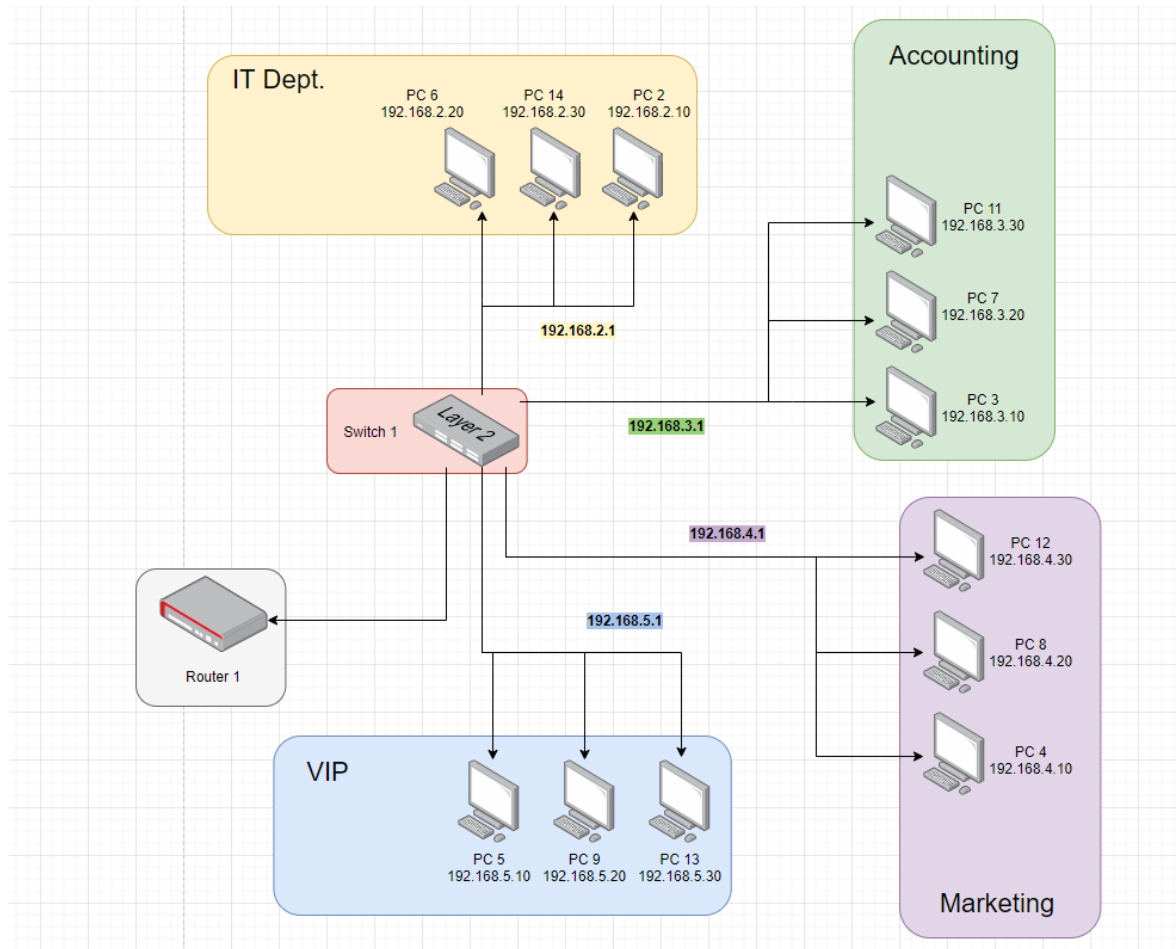 IT Dept.
PC 6
192.168.2.20
PC 14
192.168.2.30
PC 2
192.168.2.10
192.168.2.1
Accounting
PC 11
192.168.3.30
PC 7
192.168.3.20
PC 3
192.168.3.10
192.168.3.1
Switch 1
Layer 2
192.168.4.1
PC 12
192.168.4.30
PC 8
192.168.4.20
PC 4
192.168.4.10
Marketing
Router 1
192.168.5.1
VIP
PC 5
192.168.5.10
PC 9
192.168.5.20
PC 13
192.168.5.30